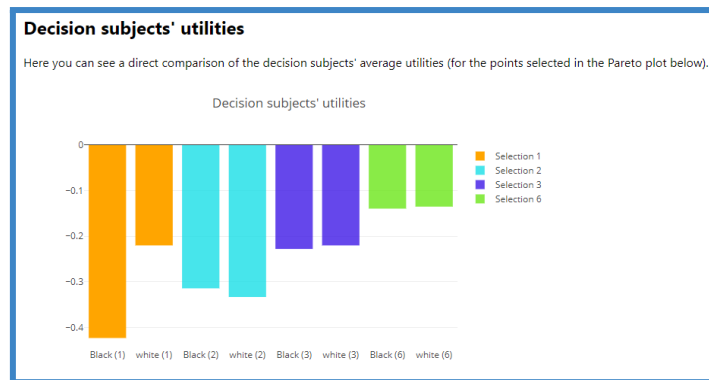 Decision subjects' utilities
Here you can see a direct comparison of the decision subjects' average utilities (for the points selected in the Pareto plot below).
Decision subjects' utilities
0
−0.1
−0.2
−0.3
−0.4
Black (1) white (1) Black (2) white (2) Black (3) white (3) Black (6) white (6)
Selection 1
Selection 2
Selection 3
Selection 6